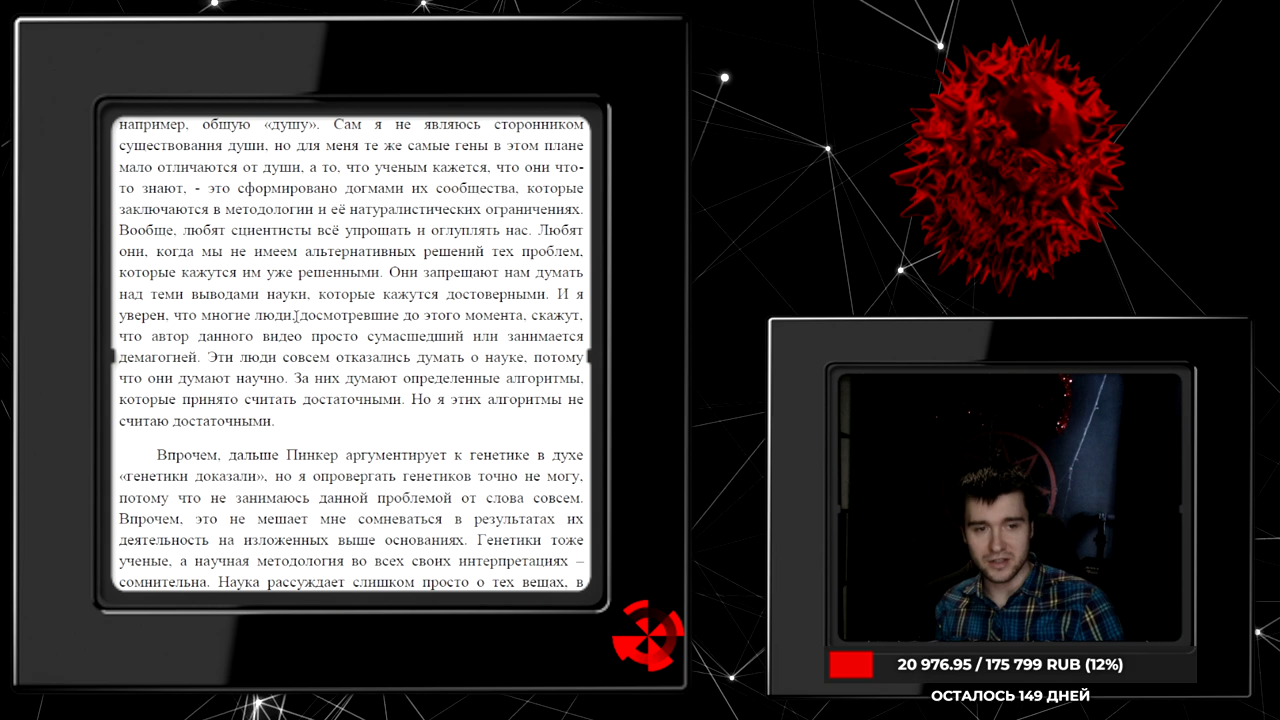 например, общую «душу». Сам я не являюсь сторонником
существования души, но для меня те же самые гены в этом плане
мало отличаются от души, а то, что ученым кажется, что они что-
то знают, - это сформировано догмами их сообщества, которые
заключаются в методологии и её натуралистических ограничениях.
Вообще, любят сциентисты всё упрощать и оглуплять нас. Любят
они, когда мы не имеем альтернативных решений тех проблем,
которые кажутся им уже решенными. Они запрещают нам думать
над теми выводами науки, которые кажутся достоверными. И я
уверен, что многие люди, досмотревшие до этого момента, скажут,
что автор данного видео просто сумасшедший или занимается
демагогией. Эти люди совсем отказались думать о науке, потому
что они думают научно. За них думают определенные алгоритмы,
которые принято считать достаточными. Но я этих алгоритмы не
считаю достаточными.
Впрочем, дальше Пинкер аргументирует к генетике в духе
«генетики доказали», но я опровергать генетиков точно не могу,
потому что не занимаюсь данной проблемой от слова совсем.
Впрочем, это не мешает мне сомневаться в результатах их
деятельность на изложенных выше основаниях. Генетики тоже
ученые, а научная методология во всех своих интерпретациях –
сомнительна. Наука рассуждает слишком просто о тех вещах, в
20 976.95 / 175 799 RUB (12%)
ОСТАЛОСЬ 149 ДНЕЙ